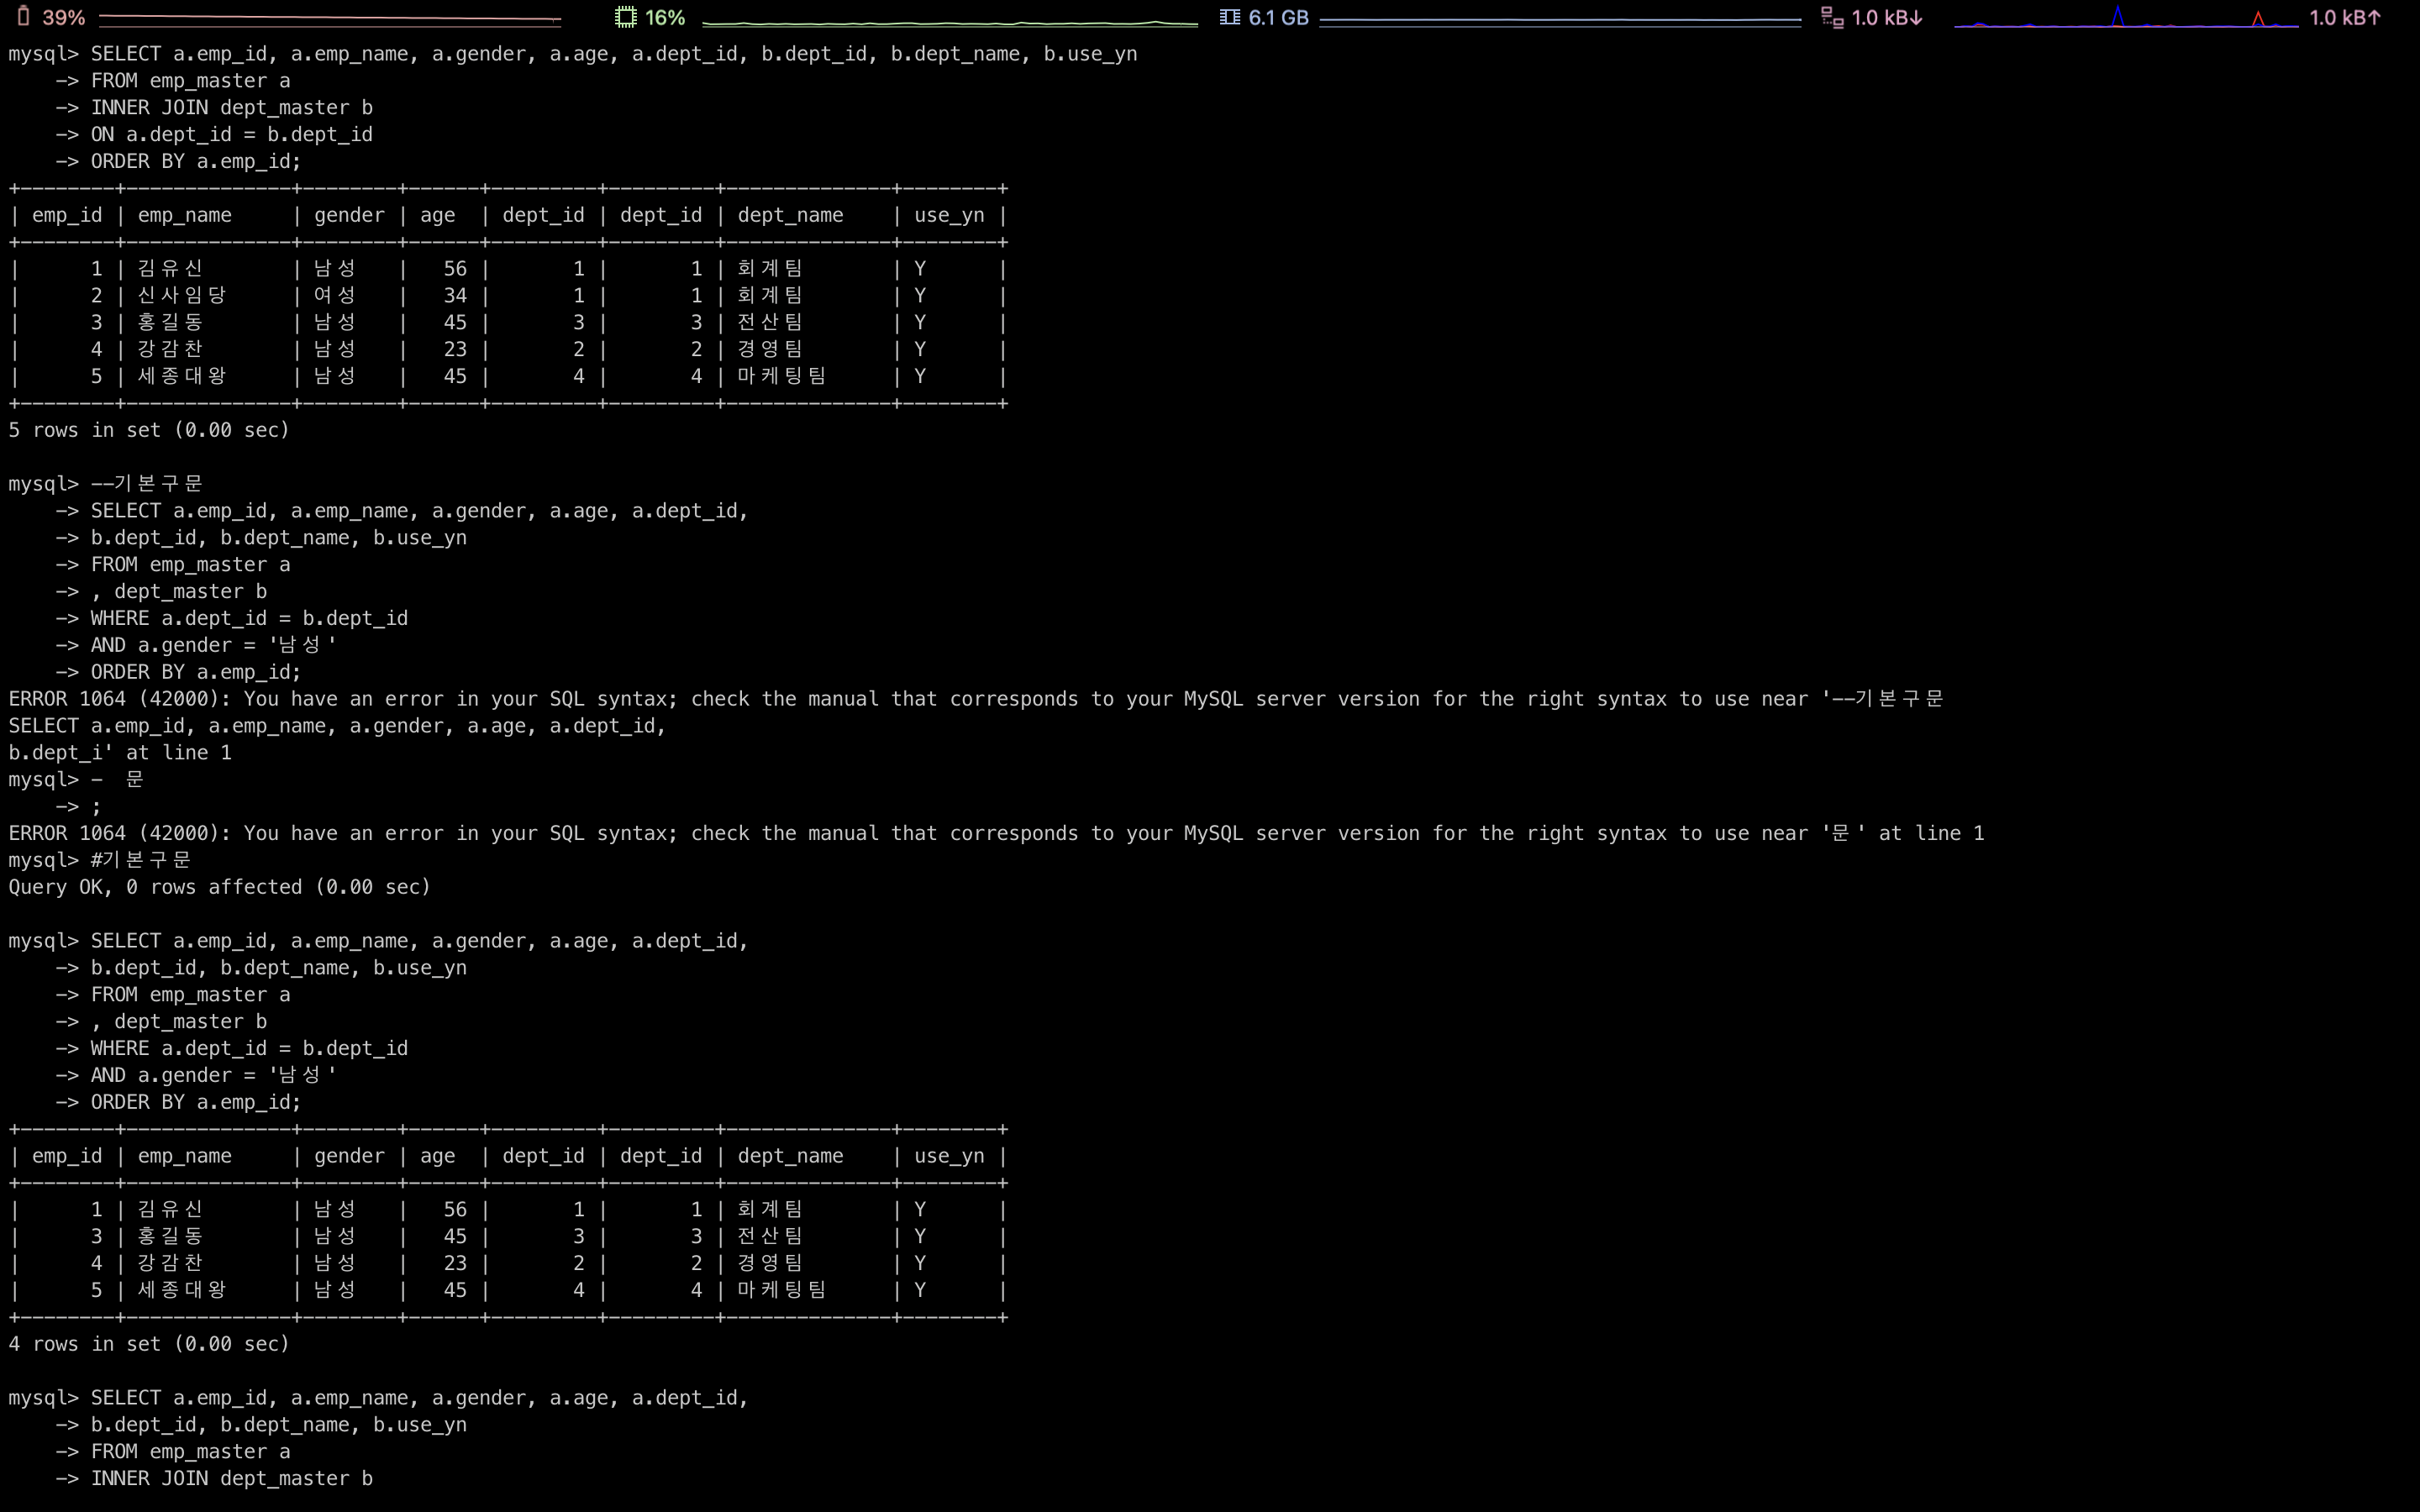 39% 16% 6.1 GB 1.0 kB↓ 1.0 kB↑
mysql> SELECT a.emp_id, a.emp_name, a.gender, a.age, a.dept_id, b.dept_id, b.dept_name, b.use_yn
    -> FROM emp_master a
    -> INNER JOIN dept_master b
    -> ON a.dept_id = b.dept_id
    -> ORDER BY a.emp_id;
+--------+--------------+--------+------+---------+---------+--------------+--------+
| emp_id | emp_name     | gender | age  | dept_id | dept_id | dept_name    | use_yn |
+--------+--------------+--------+------+---------+---------+--------------+--------+
|      1 | 김유신       | 남성   |   56 |       1 |       1 | 회계팀       | Y      |
|      2 | 신사임당     | 여성   |   34 |       1 |       1 | 회계팀       | Y      |
|      3 | 홍길동       | 남성   |   45 |       3 |       3 | 전산팀       | Y      |
|      4 | 강감찬       | 남성   |   23 |       2 |       2 | 경영팀       | Y      |
|      5 | 세종대왕     | 남성   |   45 |       4 |       4 | 마케팅팀     | Y      |
+--------+--------------+--------+------+---------+---------+--------------+--------+
5 rows in set (0.00 sec)
mysql> --기본구문
    -> SELECT a.emp_id, a.emp_name, a.gender, a.age, a.dept_id,
    -> b.dept_id, b.dept_name, b.use_yn
    -> FROM emp_master a
    -> , dept_master b
    -> WHERE a.dept_id = b.dept_id
    -> AND a.gender = '남성'
    -> ORDER BY a.emp_id;
ERROR 1064 (42000): You have an error in your SQL syntax; check the manual that corresponds to your MySQL server version for the right syntax to use near '--기본구문
SELECT a.emp_id, a.emp_name, a.gender, a.age, a.dept_id,
b.dept_i' at line 1
mysql> -  문
    -> ;
ERROR 1064 (42000): You have an error in your SQL syntax; check the manual that corresponds to your MySQL server version for the right syntax to use near '문' at line 1
mysql> #기본구문
Query OK, 0 rows affected (0.00 sec)
mysql> SELECT a.emp_id, a.emp_name, a.gender, a.age, a.dept_id,
    -> b.dept_id, b.dept_name, b.use_yn
    -> FROM emp_master a
    -> , dept_master b
    -> WHERE a.dept_id = b.dept_id
    -> AND a.gender = '남성'
    -> ORDER BY a.emp_id;
+--------+--------------+--------+------+---------+---------+--------------+--------+
| emp_id | emp_name     | gender | age  | dept_id | dept_id | dept_name    | use_yn |
+--------+--------------+--------+------+---------+---------+--------------+--------+
|      1 | 김유신       | 남성   |   56 |       1 |       1 | 회계팀       | Y      |
|      3 | 홍길동       | 남성   |   45 |       3 |       3 | 전산팀       | Y      |
|      4 | 강감찬       | 남성   |   23 |       2 |       2 | 경영팀       | Y      |
|      5 | 세종대왕     | 남성   |   45 |       4 |       4 | 마케팅팀     | Y      |
+--------+--------------+--------+------+---------+---------+--------------+--------+
4 rows in set (0.00 sec)
mysql> SELECT a.emp_id, a.emp_name, a.gender, a.age, a.dept_id,
    -> b.dept_id, b.dept_name, b.use_yn
    -> FROM emp_master a
    -> INNER JOIN dept_master b